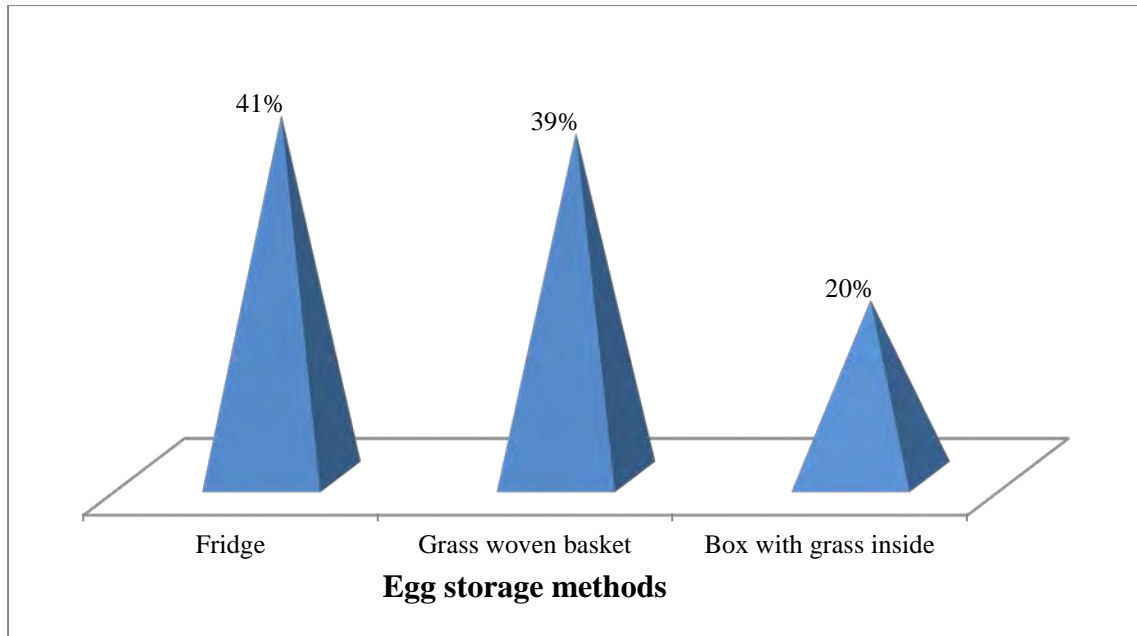 41%
39%
20%
Fridge
Grass woven basket
Box with grass inside
Egg storage methods